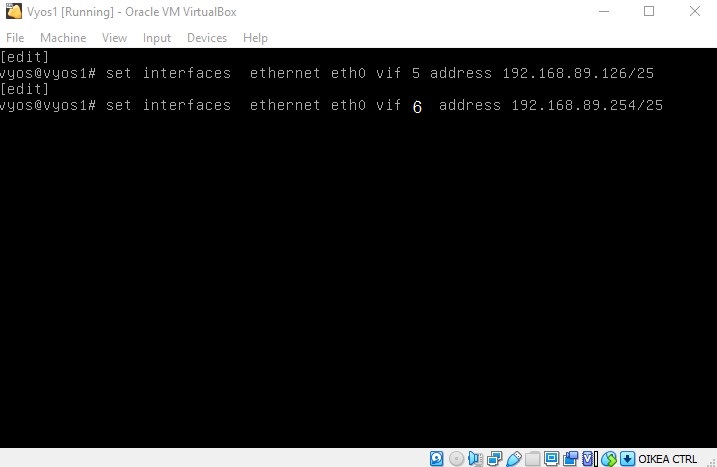 Vyos1 [Running] - Oracle VM VirtualBox
File Machine View Input Devices Help
[edit]
vyos@vyos1# set interfaces  ethernet eth0 vif 5 address 192.168.89.126/25
[edit]
vyos@vyos1# set interfaces  ethernet eth0 vif 6  address 192.168.89.254/25
OIKEA CTRL